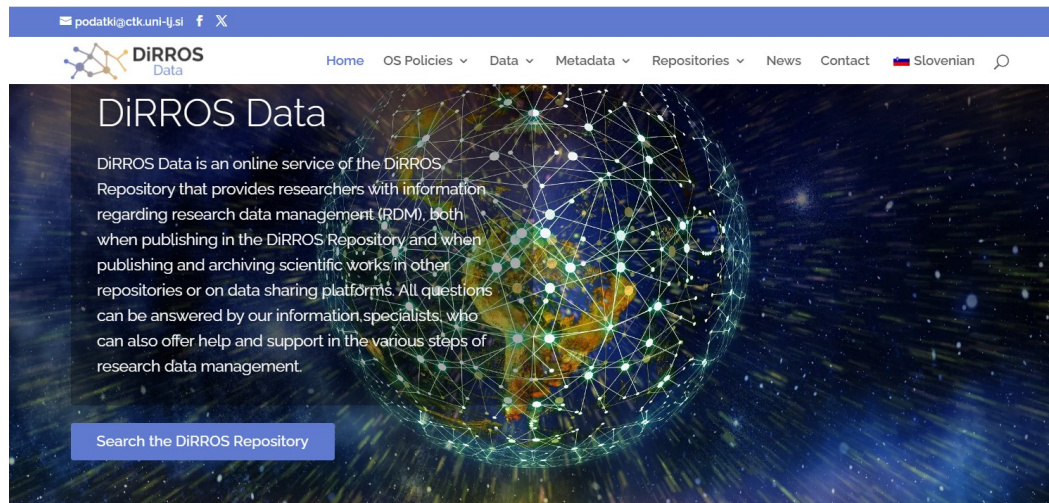 podatki@ctk.uni-lj.si
DiRROS
Data
Home OS Policies Data Metadata Repositories News Contact Slovenian
DiRROS Data
DiRROS Data is an online service of the DiRROS
Repository that provides researchers with information
regarding research data management (RDM), both
when publishing in the DiRROS Repository and when
publishing and archiving scientific works in other
repositories or on data sharing platforms. All questions
can be answered by our information specialists, who
can also offer help and support in the various steps of
research data management.
Search the DiRROS Repository